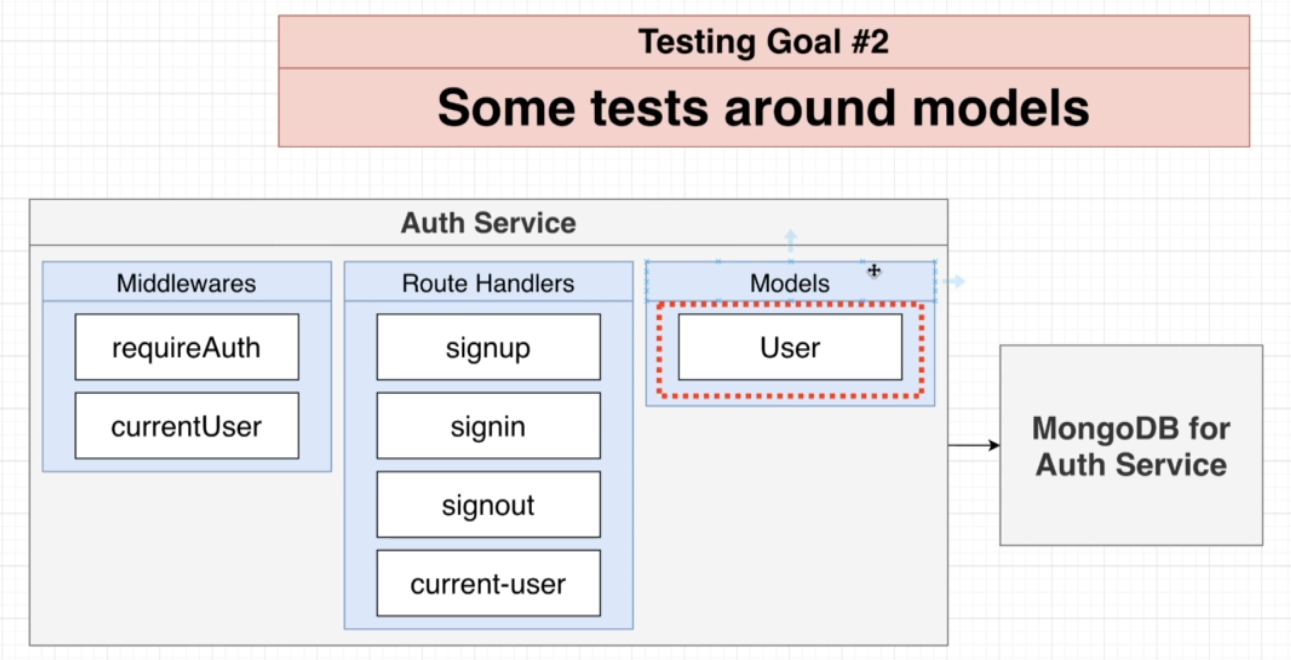 Testing Goal #2
Some tests around models
Auth Service
Middlewares
requireAuth
currentUser
Route Handlers
signup
signin
signout
current-user
Models
User
MongoDB for
Auth Service